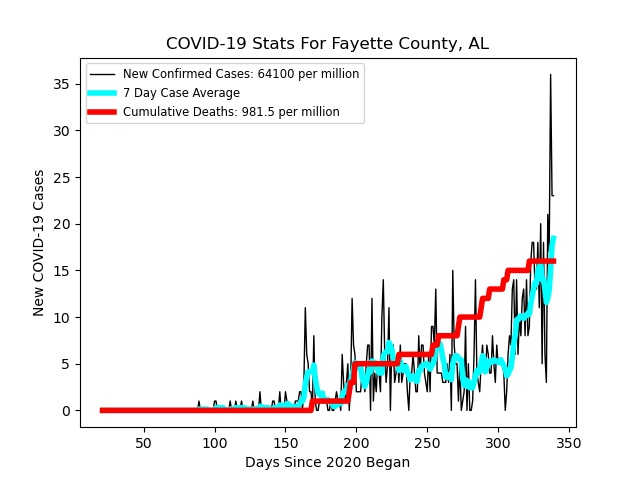 COVID-19 Stats For Fayette County, AL
New Confirmed Cases: 64100 per million
7 Day Case Average
Cumulative Deaths: 981.5 per million
New COVID-19 Cases
35
30
25
20
15
10
5
0
50 100 150 200 250 300 350
Days Since 2020 Began